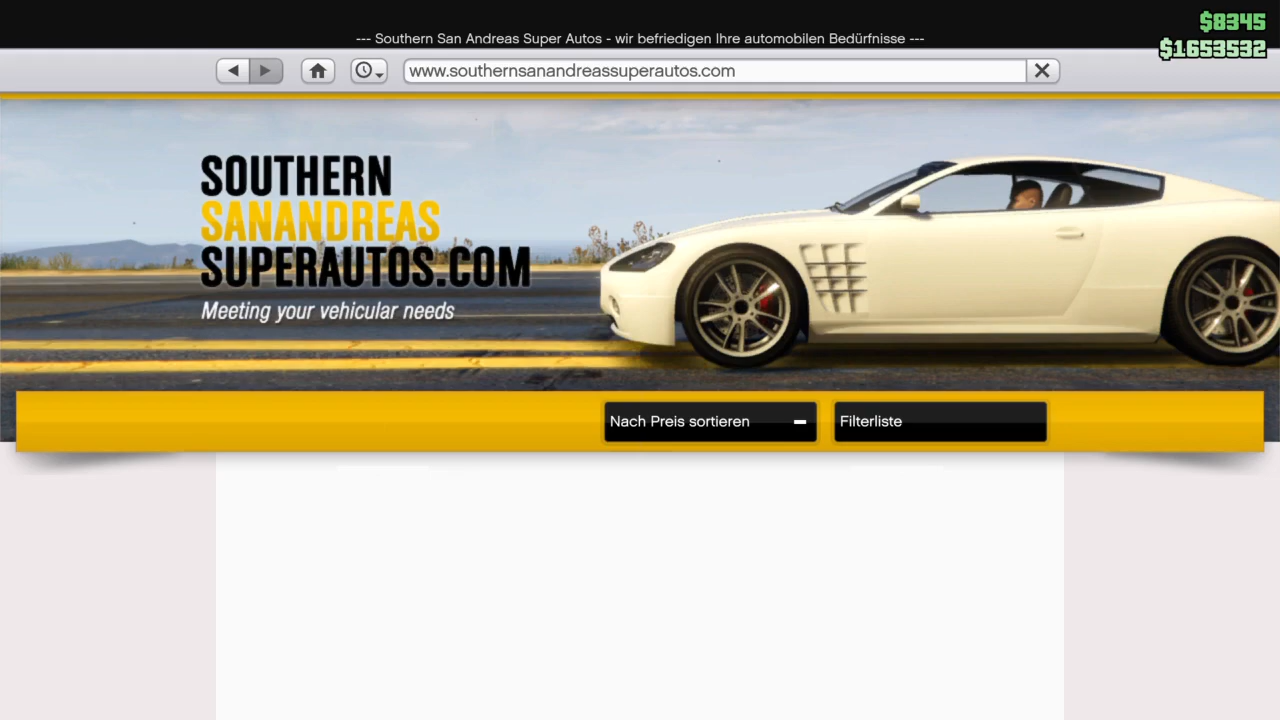 $8345
--- Southern San Andreas Super Autos - wir befriedigen Ihre automobilen Bedürfnisse ---
$1653532
www.southernsanandreassuperautos.com
SOUTHERN
SANANDREAS
SUPERAUTOS.COM
Meeting your vehicular needs
Nach Preis sortieren
Filterliste